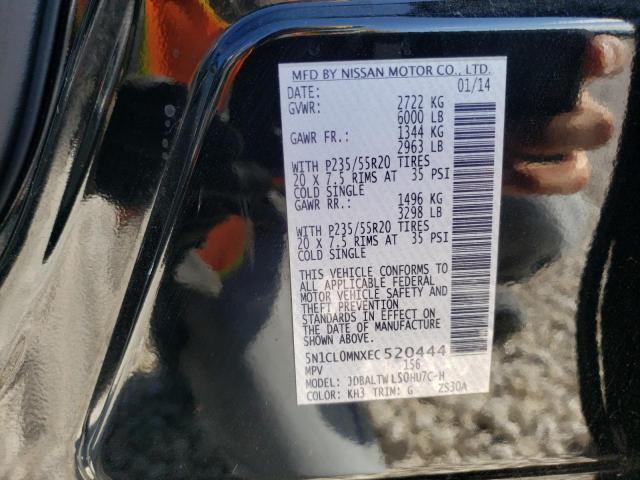 MFD BY NISSAN MOTOR CO., LTD.
DATE: 01/14
GVWR: 2722 KG
6000 LB
GAWR FR.: 1344 KG
2963 LB
WITH P235/55R20 TIRES
20 X 7.5 RIMS AT 35 PSI
COLD SINGLE
GAWR RR.: 1496 KG
3298 LB
WITH P235/55R20 TIRES
20 X 7.5 RIMS AT 35 PSI
COLD SINGLE
THIS VEHICLE CONFORMS TO
ALL APPLICABLE FEDERAL
MOTOR VEHICLE SAFETY AND
THEFT PREVENTION
STANDARDS IN EFFECT ON
THE DATE OF MANUFACTURE
SHOWN ABOVE.
5N1CL0MNXEC520444
MPV 156
MODEL: JDBALTWL50HU7C-H
COLOR: KH3 TRIM: G ZS30A